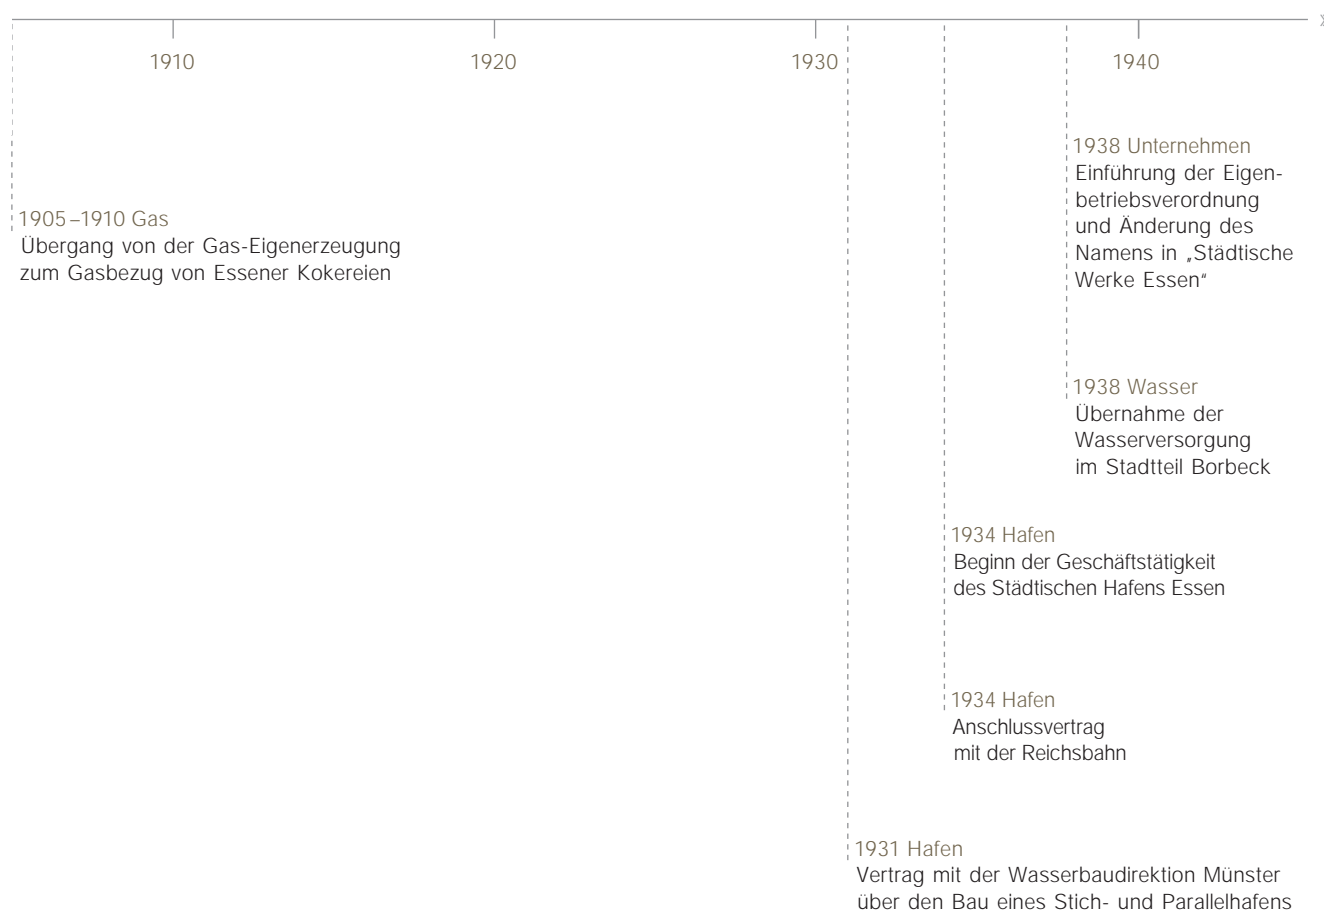 1910
1920
1930
1940
1938 Unternehmen
Einführung der Eigen-
betriebsverordnung
und Änderung des
Namens in „Städtische
Werke Essen“
1905–1910 Gas
Übergang von der Gas-Eigenerzeugung
zum Gasbezug von Essener Kokereien
1938 Wasser
Übernahme der
Wasserversorgung
im Stadtteil Borbeck
1934 Hafen
Beginn der Geschäftstätigkeit
des Städtischen Hafens Essen
1934 Hafen
Anschlussvertrag
mit der Reichsbahn
1931 Hafen
Vertrag mit der Wasserbaudirektion Münster
über den Bau eines Stich- und Parallelhafens